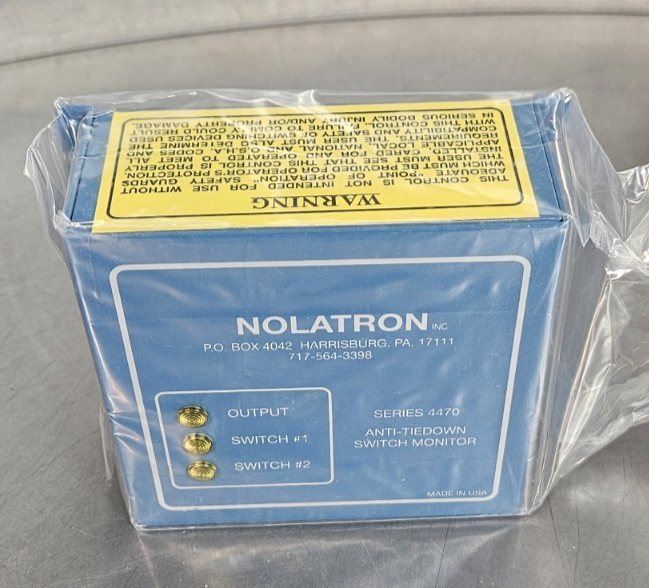 WARNING
THIS CONTROL IS NOT INTENDED FOR USE WITHOUT
ADEQUATE "POINT OF OPERATION" SAFETY GUARDS
WHICH MUST BE PROVIDED FOR OPERATOR'S PROTECTION
THE USER MUST SEE THAT THIS CONTROL IS PROPERLY
INSTALLED, CARED FOR AND OPERATED TO MEET ALL
APPLICABLE LOCAL, NATIONAL AND O.S.H.A. CODES AND
REQUIREMENTS. THE USER MUST ALSO DETERMINE THE
COMPATIBILITY AND SAFETY OF SWITCHING DEVICES USED
WITH THIS CONTROL. FAILURE TO COMPLY COULD RESULT
IN SERIOUS BODILY INJURY AND/OR PROPERTY DAMAGE.
NOLATRON INC
P.O. BOX 4042 HARRISBURG, PA. 17111
717-564-3398
OUTPUT
SWITCH #1
SWITCH #2
SERIES 4470
ANTI-TIEDOWN
SWITCH MONITOR
MADE IN USA